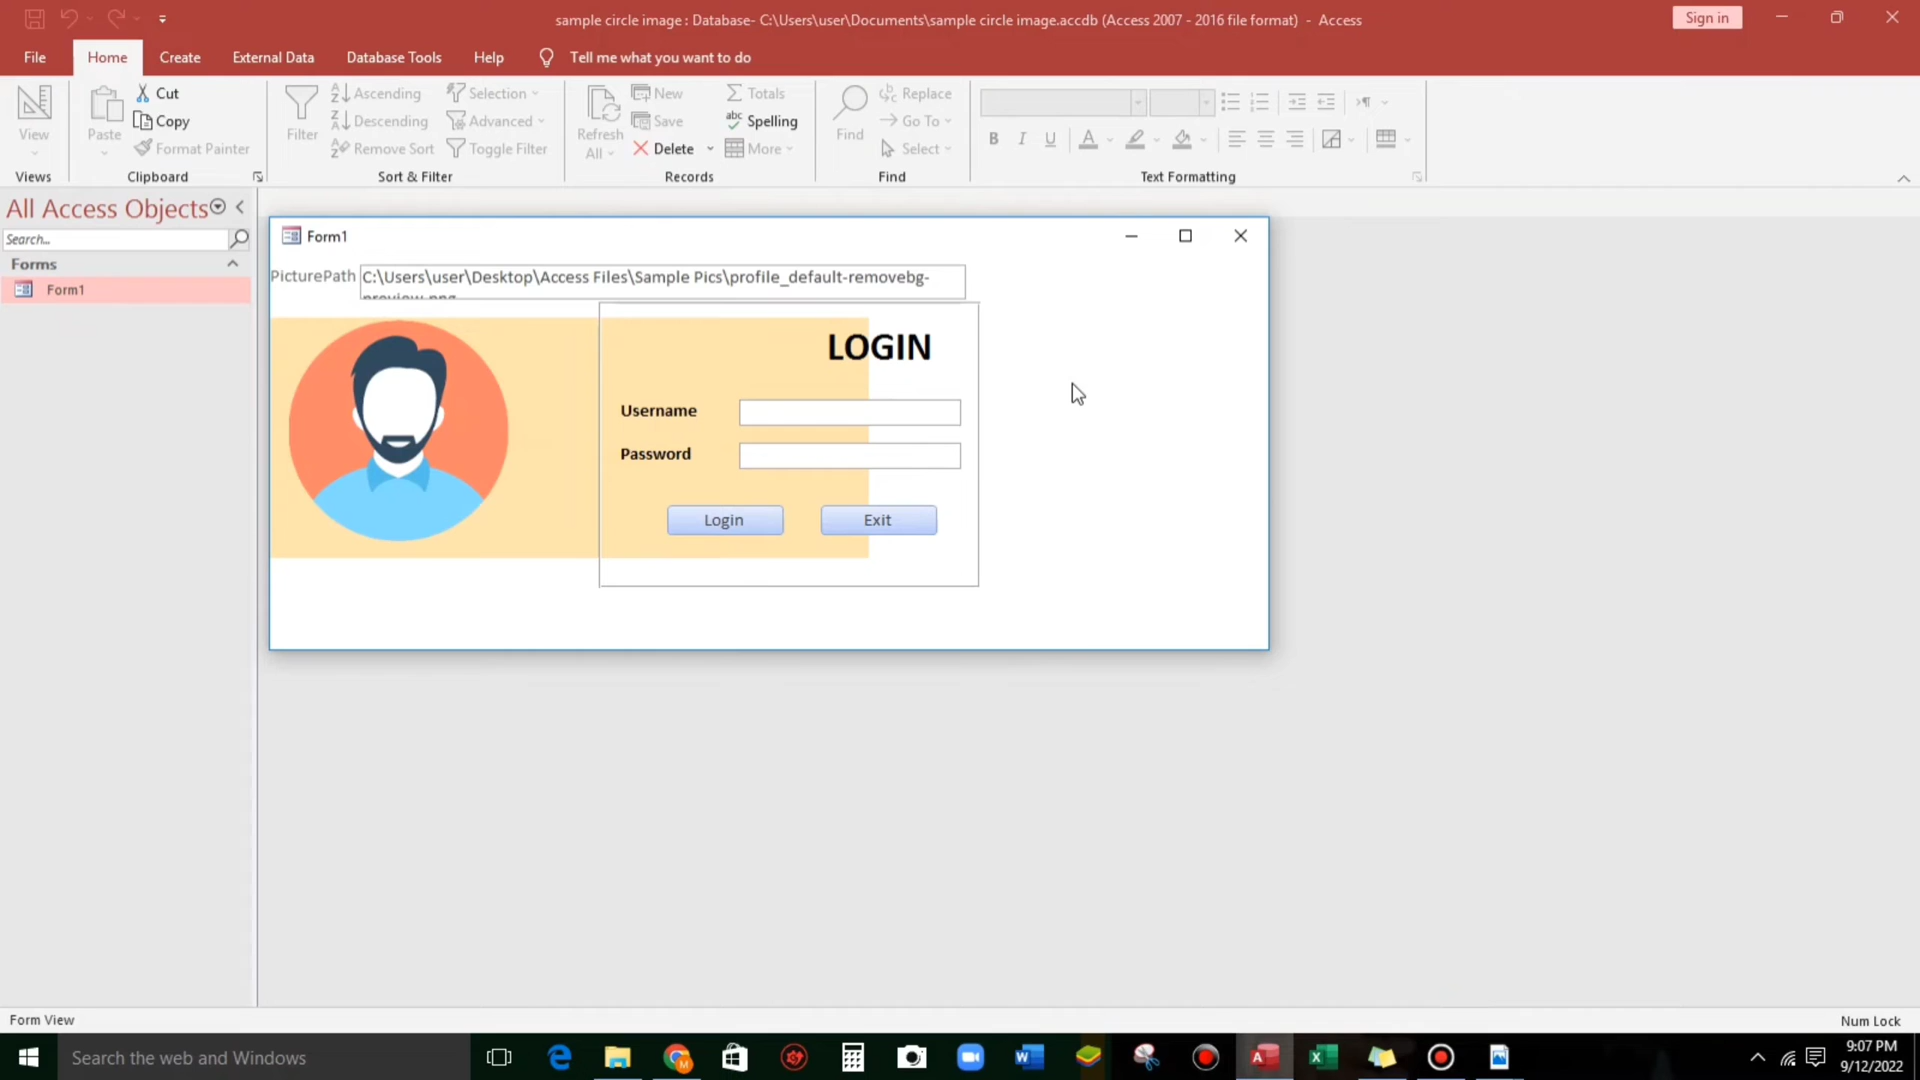 sample circle image : Database- C:\Users\user\Documents\sample circle image.accdb (Access 2007 - 2016 file format) - Access
Sign in
File
Home
Create
External Data
Database Tools
Help
Tell me what you want to do
View
Paste
Cut
Copy
Format Painter
Filter
Ascending
Descending
Remove Sort
Selection
Advanced
Toggle Filter
Refresh
All
New
Save
Delete
Totals
Spelling
More
Find
Replace
Go To
Select
B I U A
Views
Clipboard
Sort & Filter
Records
Find
Text Formatting
All Access Objects
Search...
Forms
Form1
Form1
PicturePath
C:\Users\user\Desktop\Access Files\Sample Pics\profile_default-removebg-
preview.png
LOGIN
Username
Password
Login
Exit
Form View
Num Lock
Search the web and Windows
9:07 PM
9/12/2022